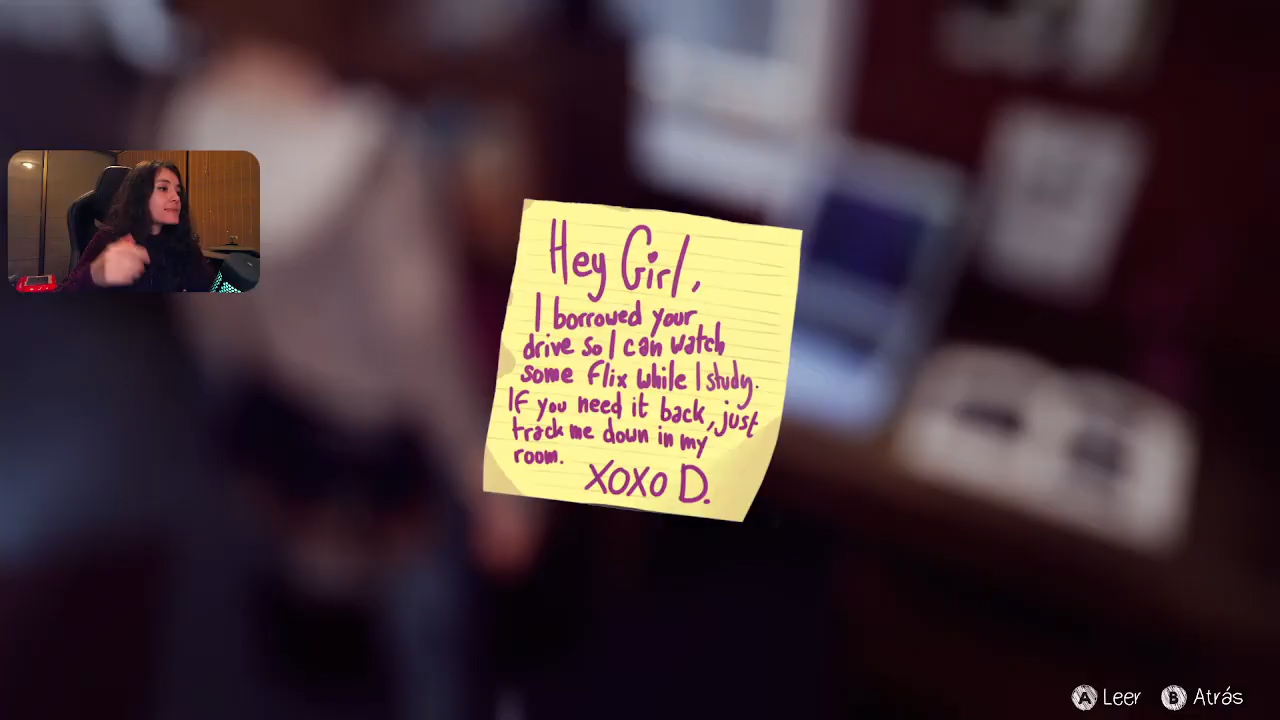 Hey Girl,
I borrowed your
drive so I can watch
some Flix while I study.
If you need it back, just
track me down in my
room.
XOXO D.
A Leer B Atrás